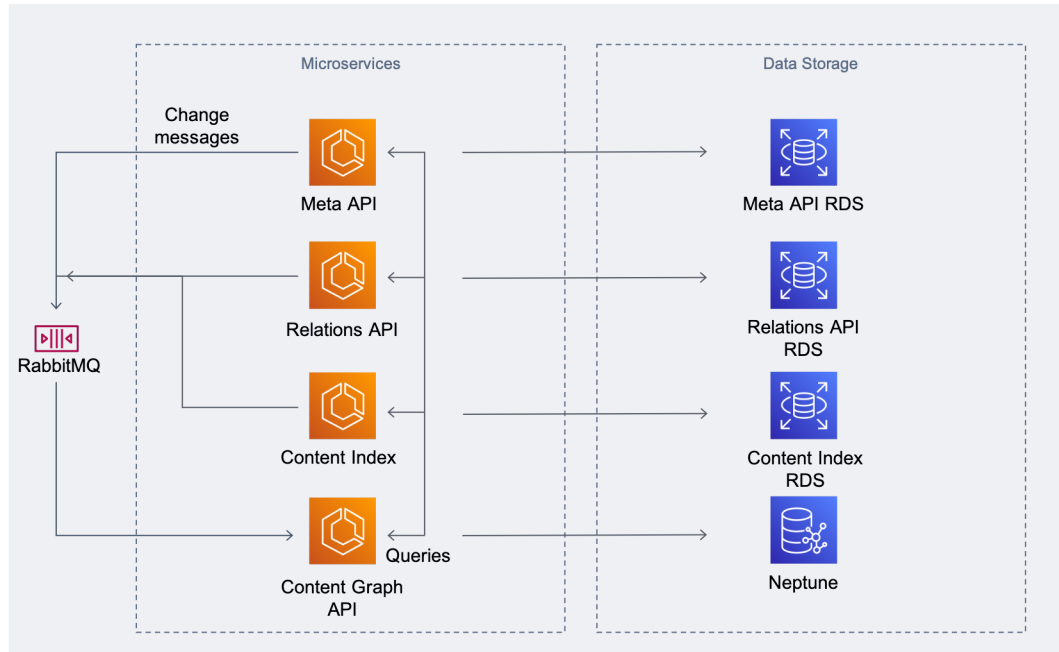 Microservices
Data Storage
Change
messages
Meta API
Meta API RDS
Relations API
Relations API
RDS
RabbitMQ
Content Index
Content Index
RDS
Queries
Content Graph
API
Neptune